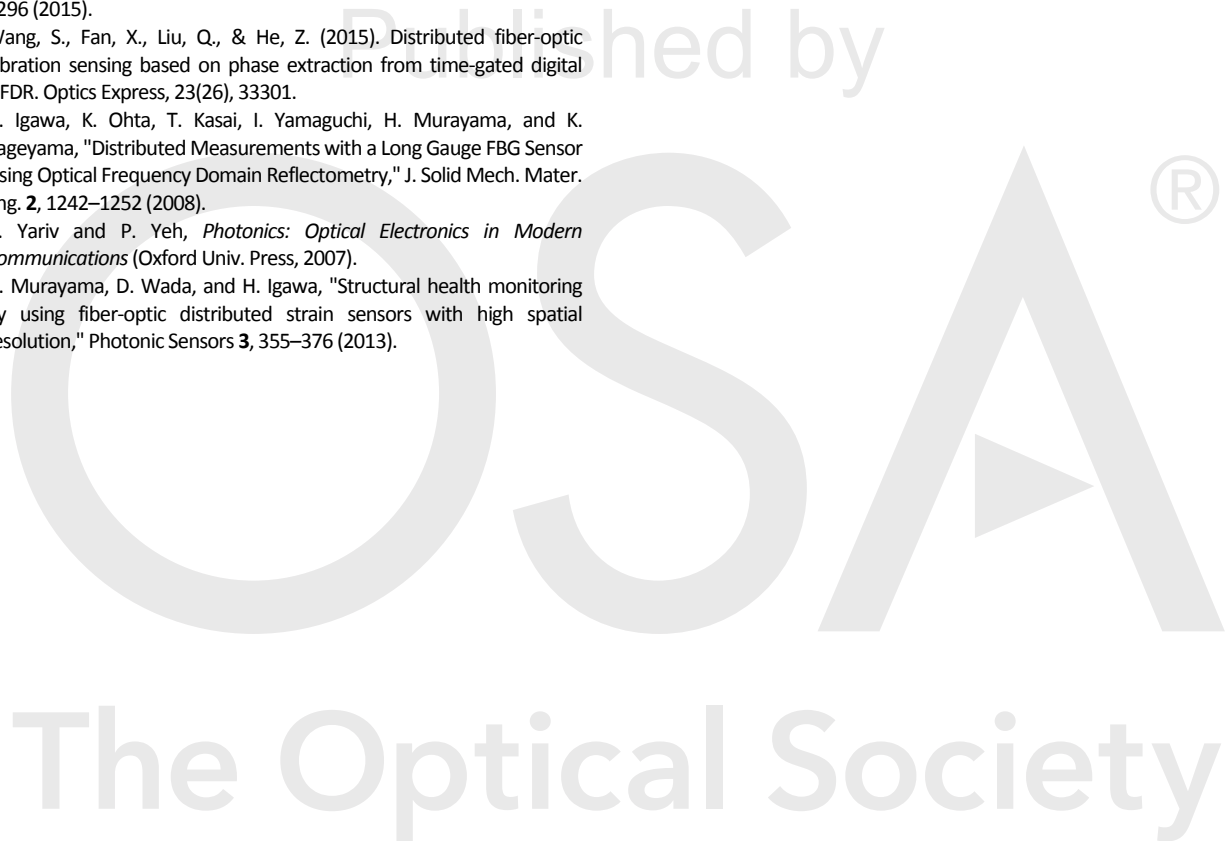 296 (2015).
Wang, S., Fan, X., Liu, Q., & He, Z. (2015). Distributed fiber-optic
ibration sensing based on phase extraction from time-gated digital
FDR. Optics Express, 23(26), 33301.
. Igawa, K. Ohta, T. Kasai, I. Yamaguchi, H. Murayama, and K.
ageyama, "Distributed Measurements with a Long Gauge FBG Sensor
sing Optical Frequency Domain Reflectometry," J. Solid Mech. Mater.
ng. 2, 1242–1252 (2008).
. Yariv and P. Yeh, Photonics: Optical Electronics in Modern
ommunications (Oxford Univ. Press, 2007).
. Murayama, D. Wada, and H. Igawa, "Structural health monitoring
y using fiber-optic distributed strain sensors with high spatial
esolution," Photonic Sensors 3, 355–376 (2013).
Published by
OSA ®
The Optical Society